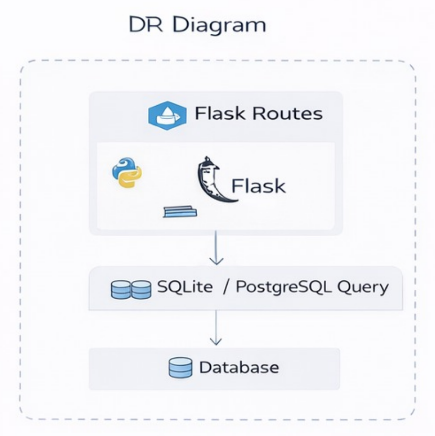 DR Diagram
Flask Routes
Flask
SQLite / PostgreSQL Query
Database